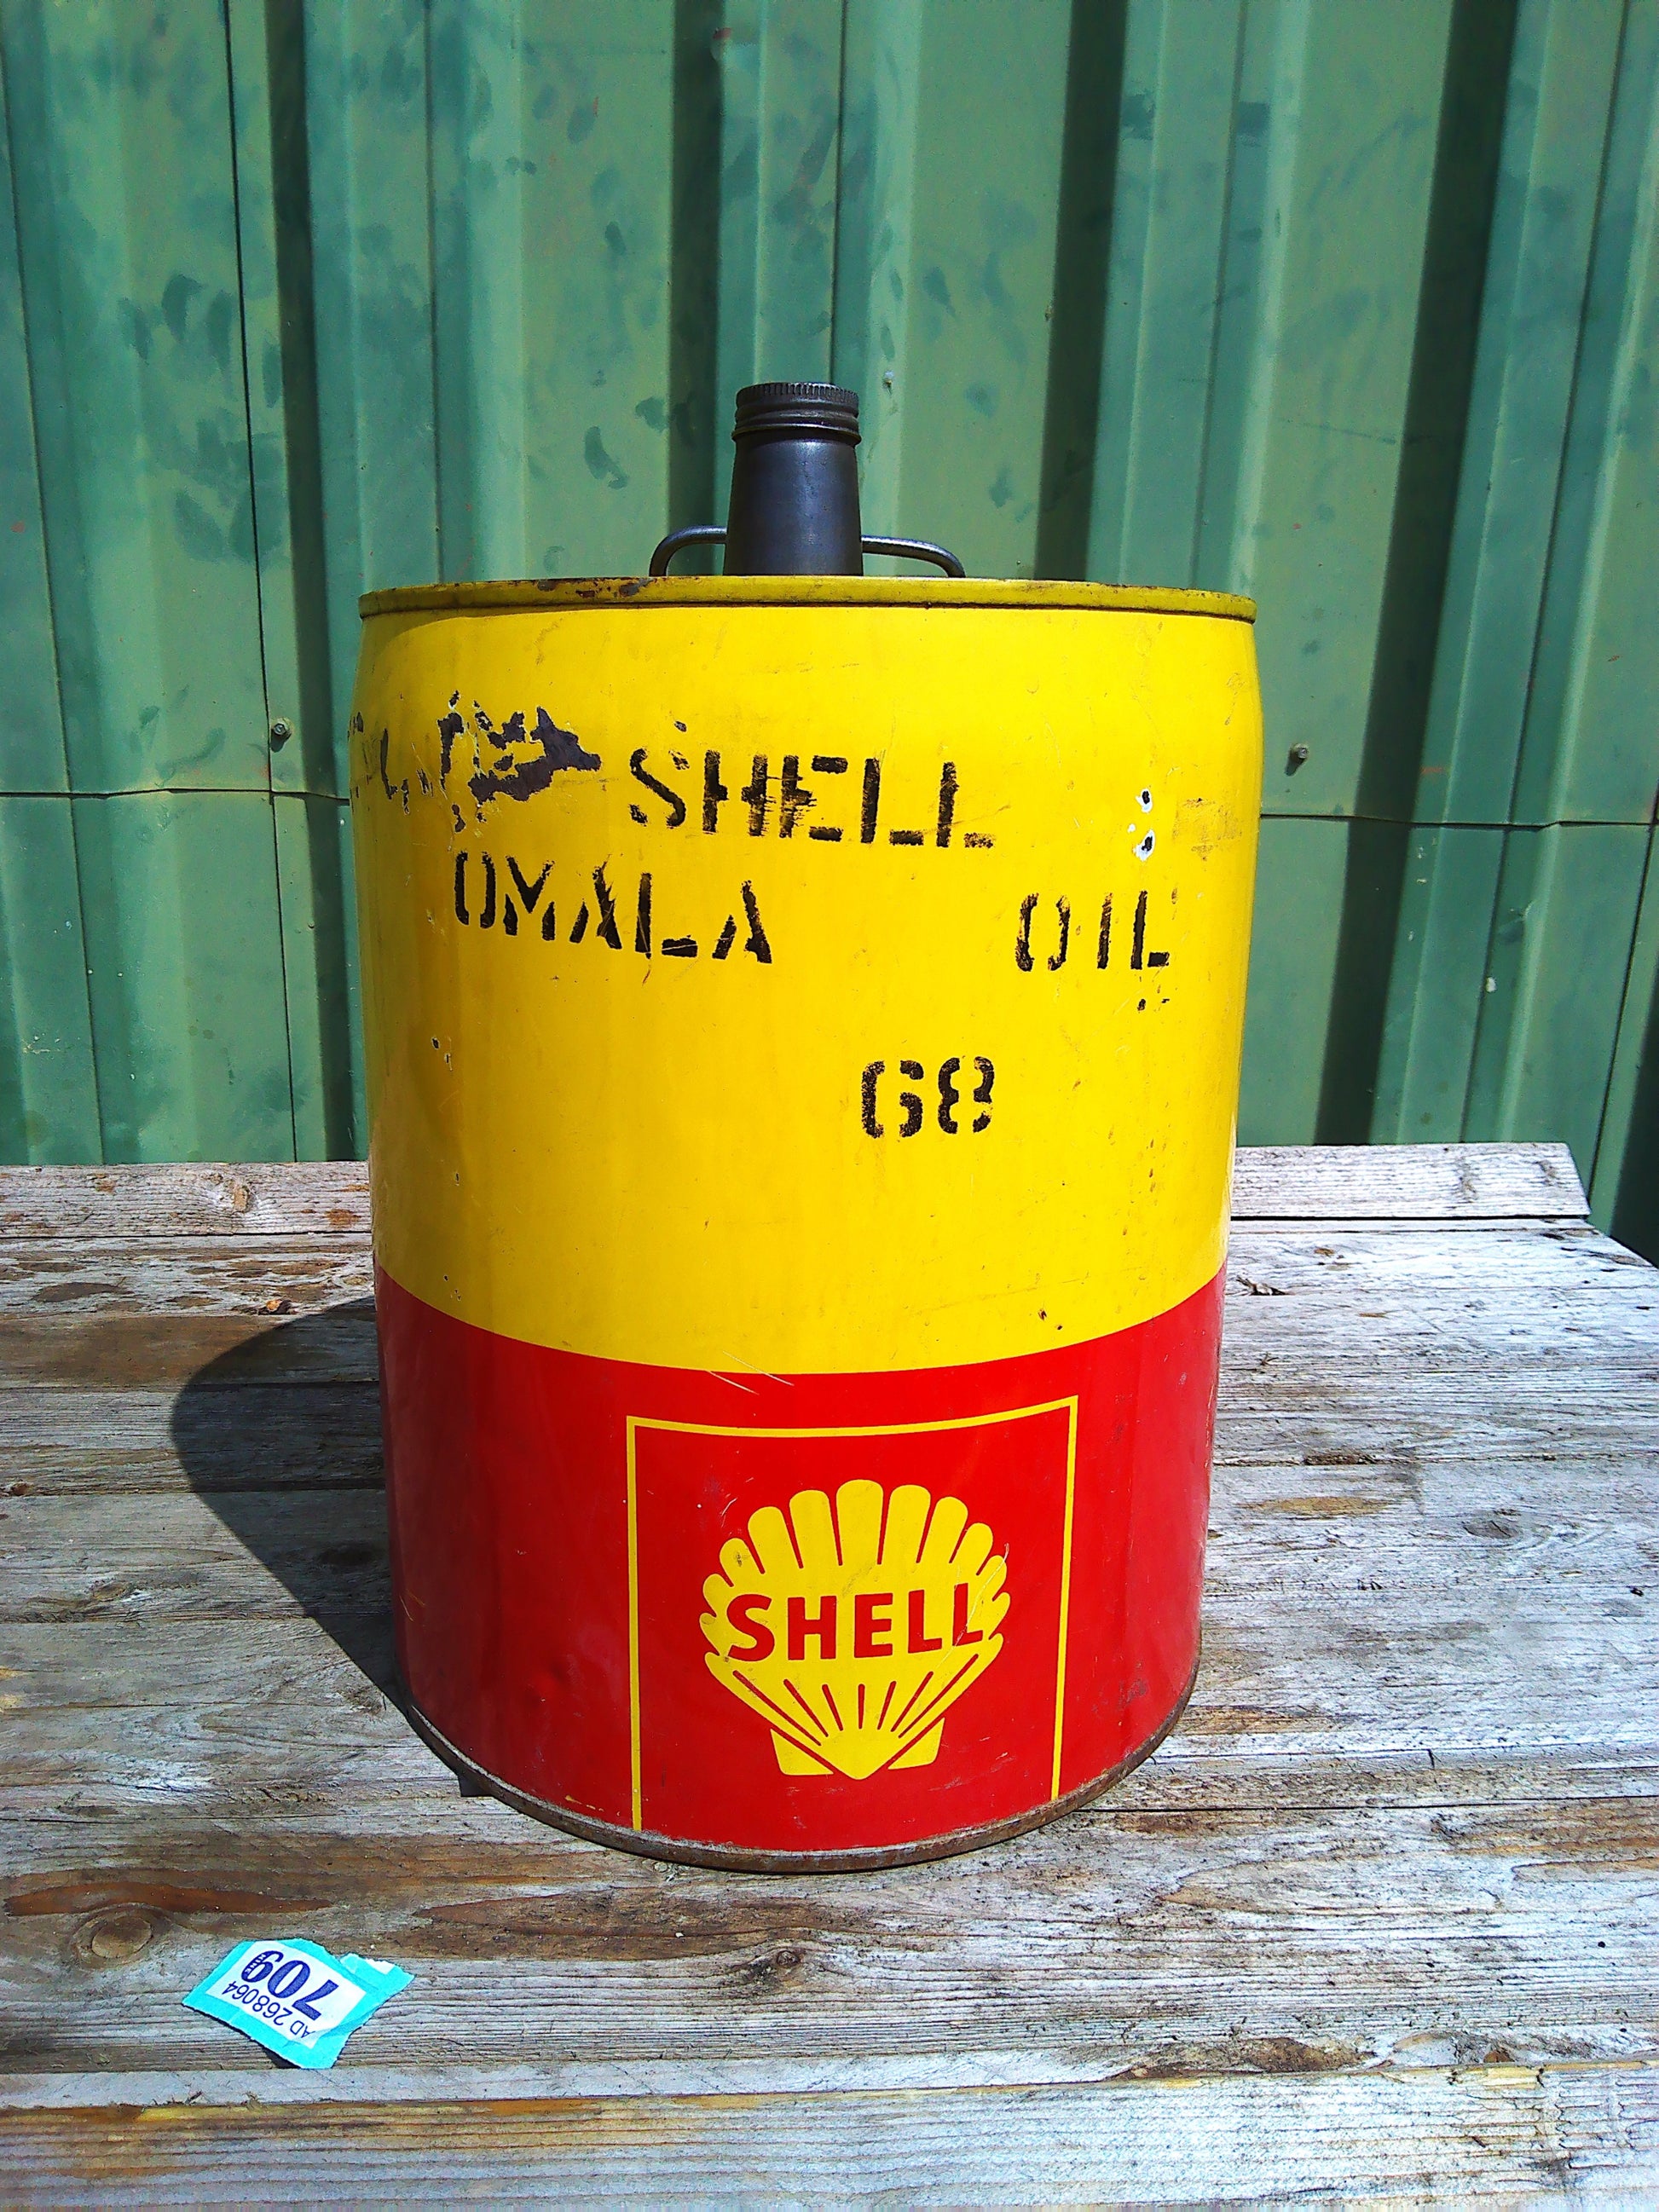 SHELL
OMALA OIL
68
SHELL
AD 268064
709